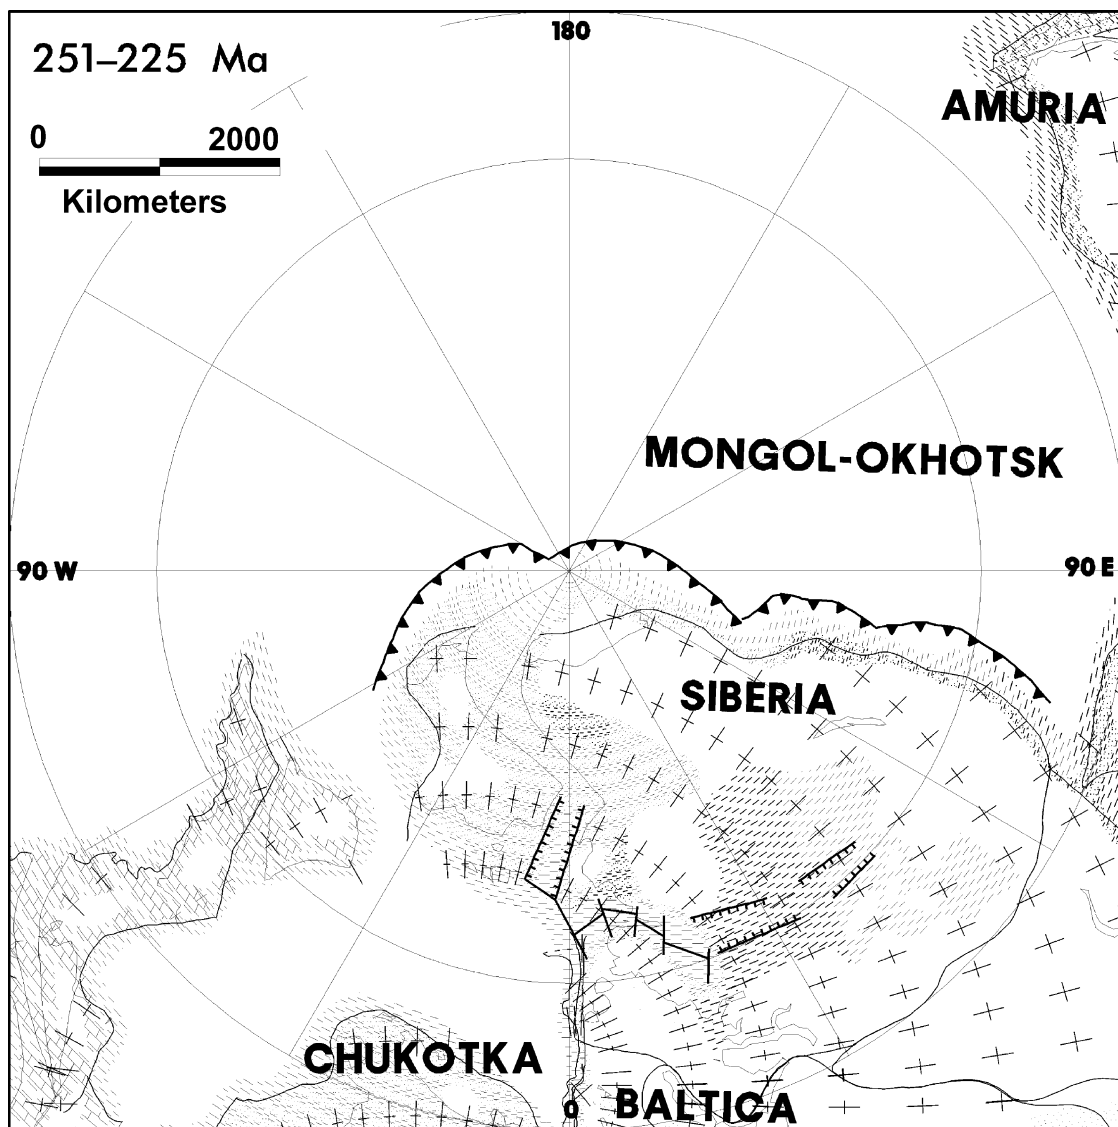 180
251–225 Ma
AMURIA
0 2000
Kilometers
MONGOL-OKHOTSK
90 W
90 E
SIBERIA
CHUKOTKA
0
BALTICA